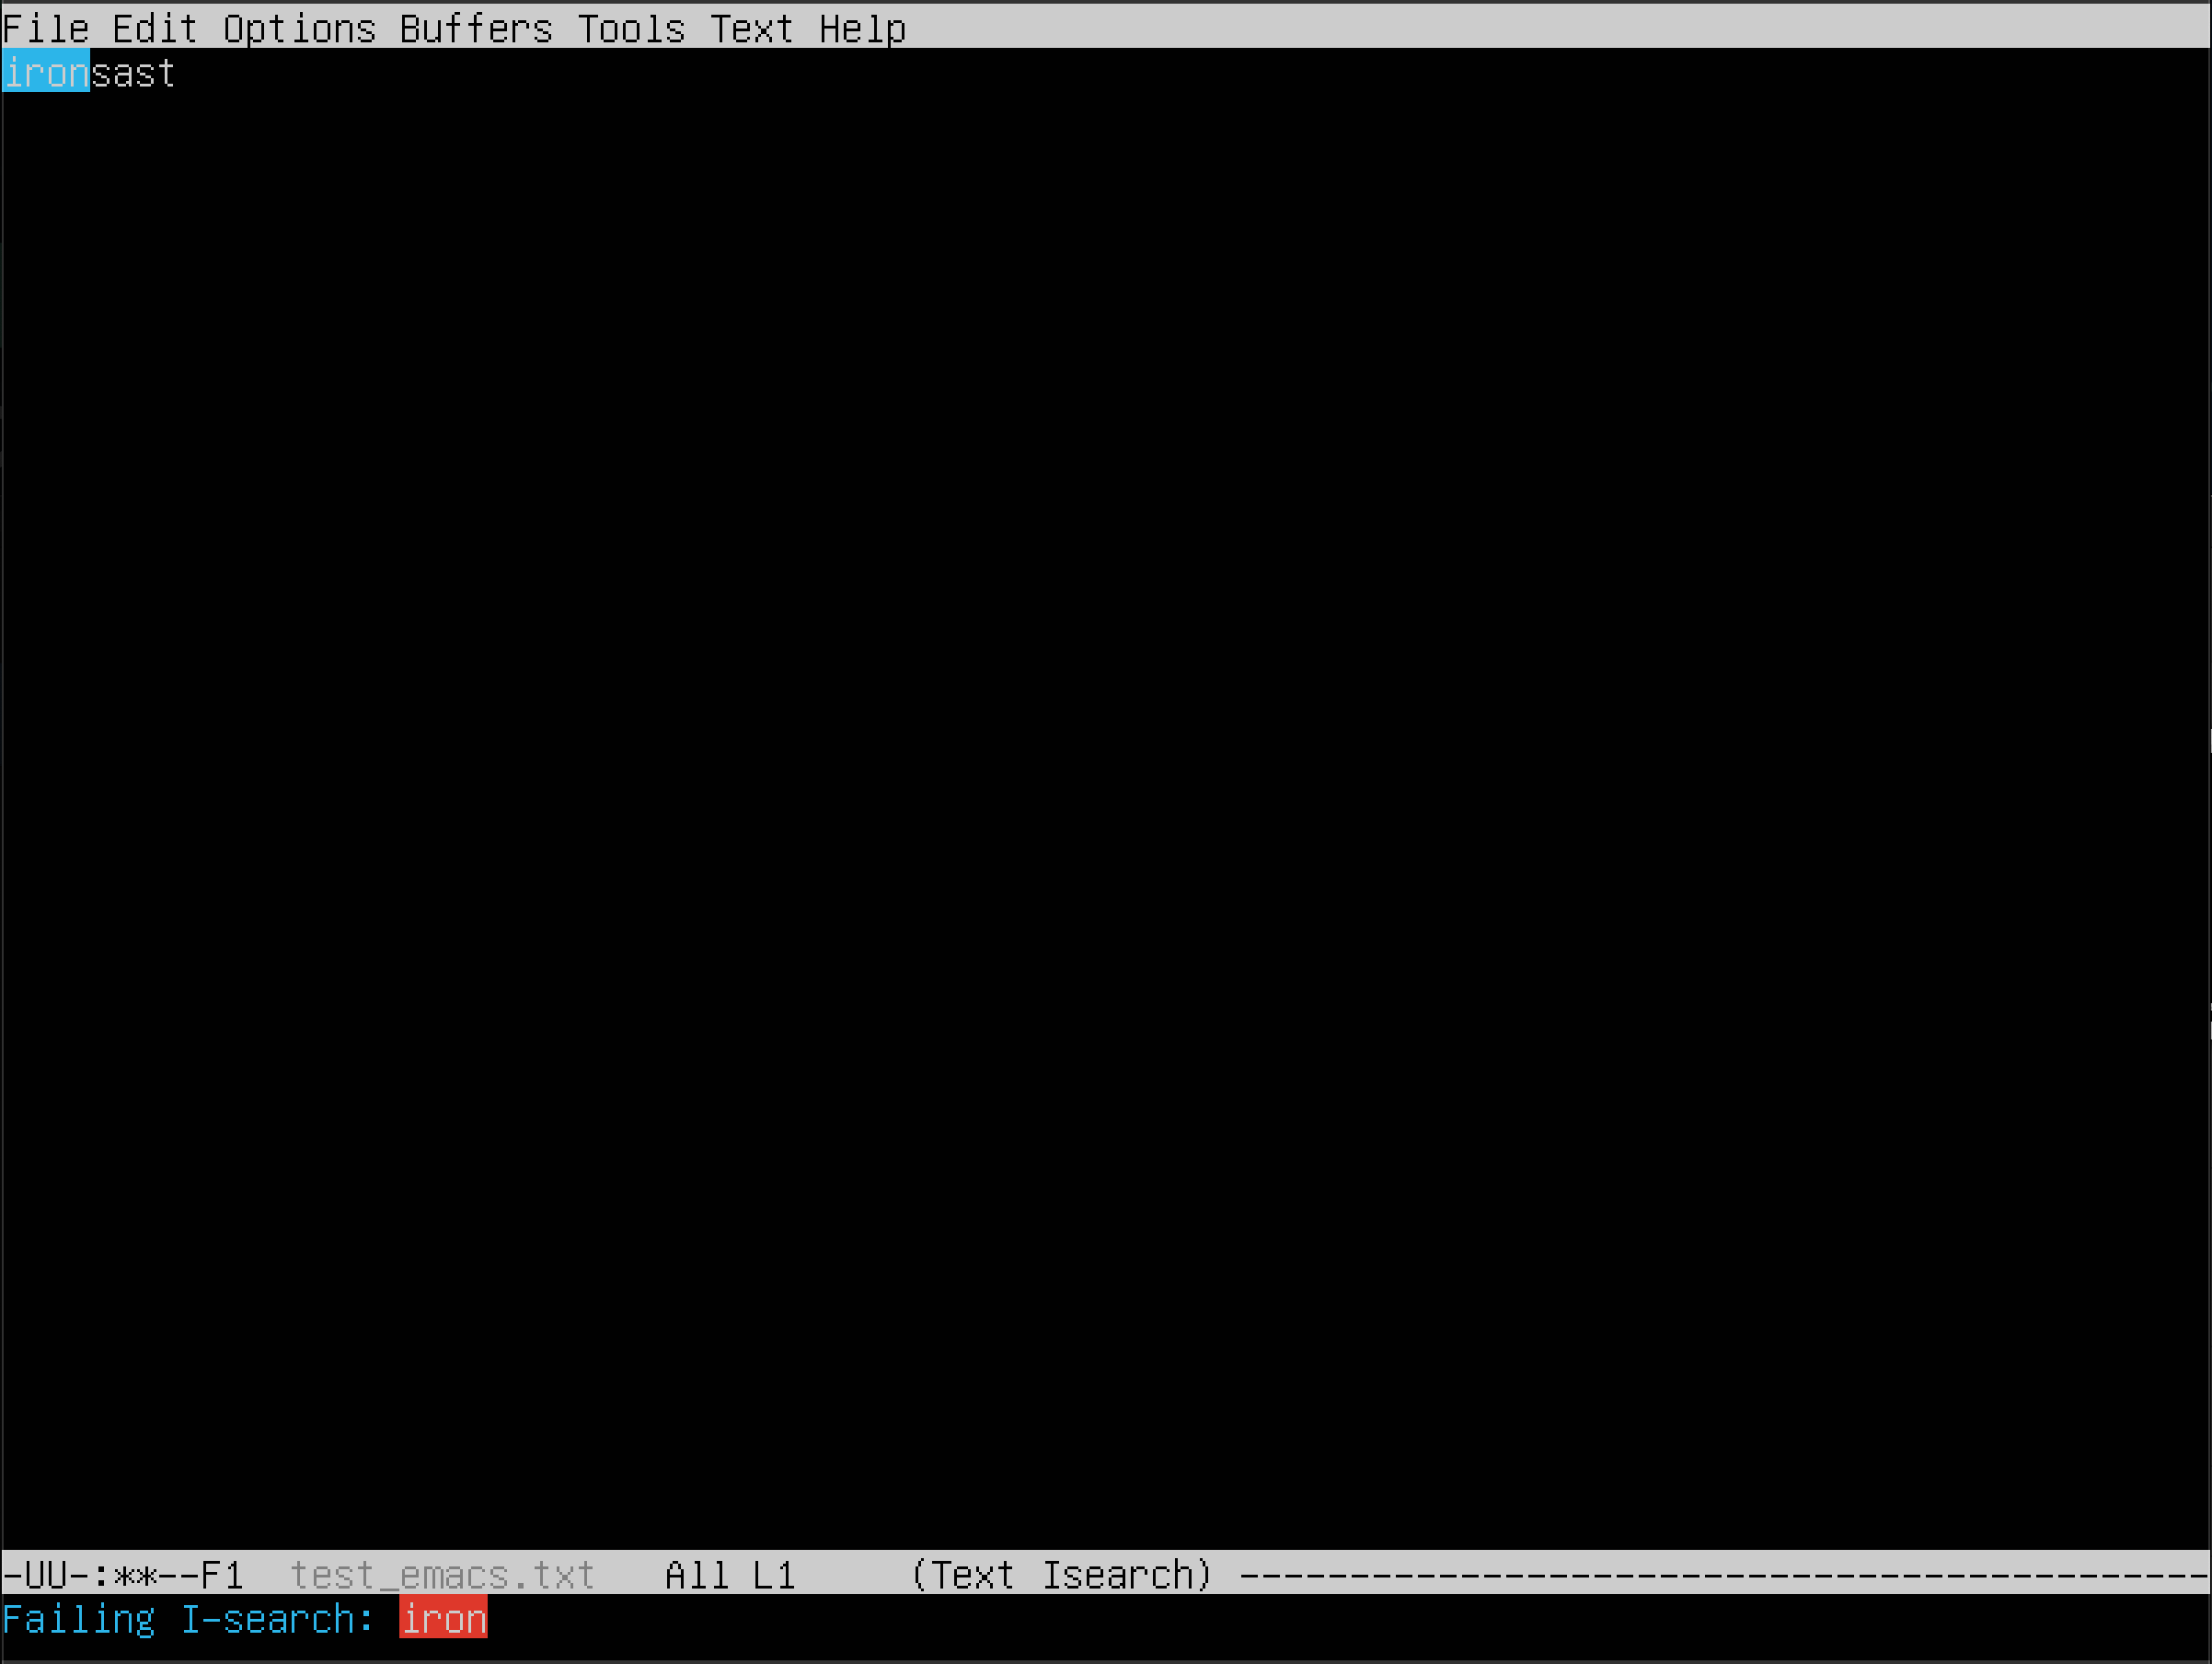 File Edit Options Buffers Tools Text Help
ironsast
-UU-:**--F1  test_emacs.txt   All L1     (Text Isearch) --------------------------------------------
Failing I-search: iron